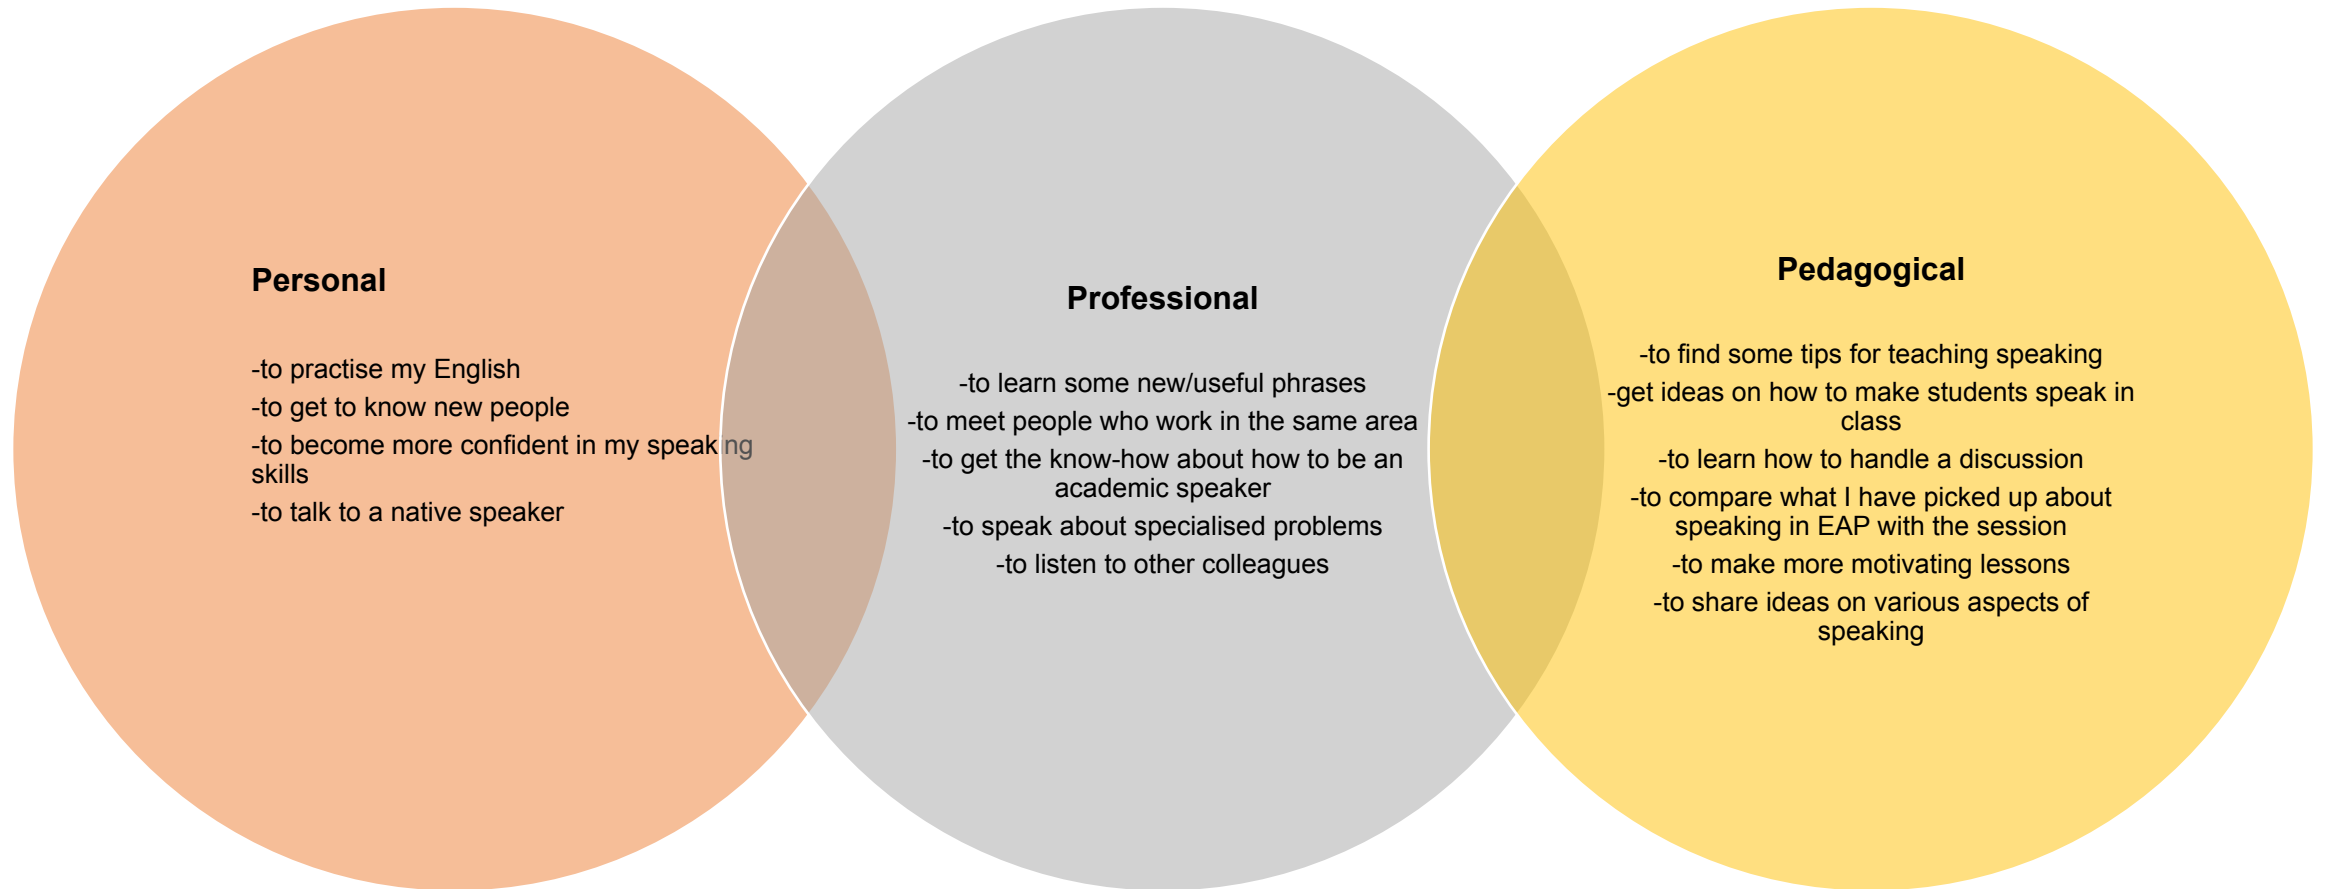 Personal
-to practise my English
-to get to know new people
-to become more confident in my speaking
skills
-to talk to a native speaker
Professional
-to learn some new/useful phrases
-to meet people who work in the same area
-to get the know-how about how to be an
academic speaker
-to speak about specialised problems
-to listen to other colleagues
Pedagogical
-to find some tips for teaching speaking
-get ideas on how to make students speak in
class
-to learn how to handle a discussion
-to compare what I have picked up about
speaking in EAP with the session
-to make more motivating lessons
-to share ideas on various aspects of
speaking